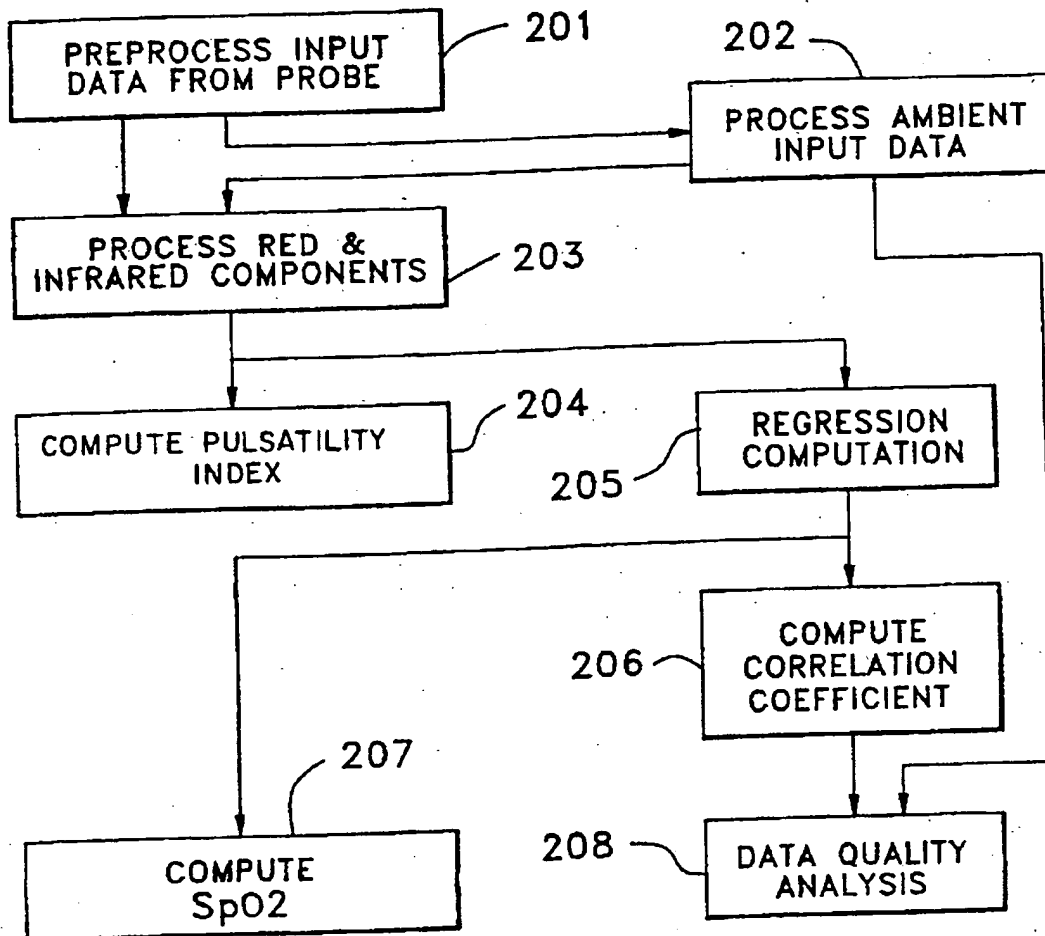 PREPROCESS INPUT
DATA FROM PROBE
201
202
PROCESS AMBIENT
INPUT DATA
PROCESS RED &
INFRARED COMPONENTS
203
COMPUTE PULSATILITY
INDEX
204
REGRESSION
COMPUTATION
205
COMPUTE
CORRELATION
COEFFICIENT
206
207
COMPUTE
SpO2
208
DATA QUALITY
ANALYSIS